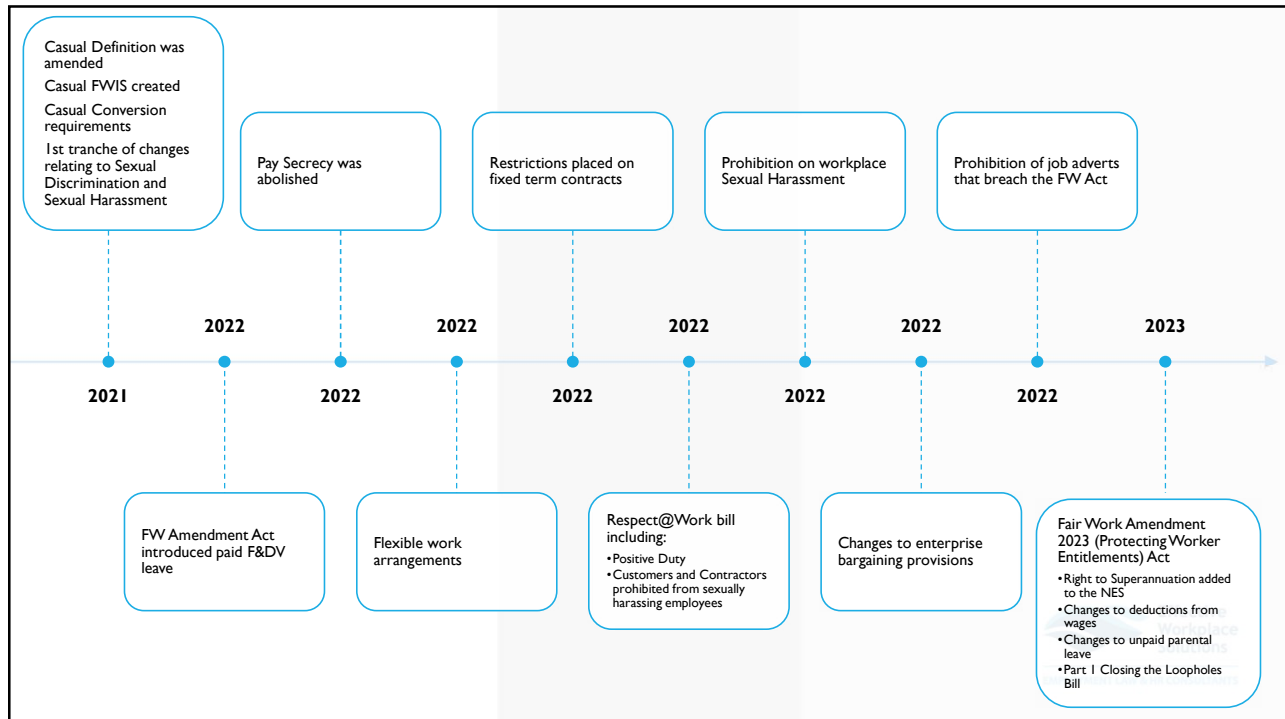 Casual Definition was
amended
Casual FWIS created
Casual Conversion
requirements
1st tranche of changes
relating to Sexual
Discrimination and
Sexual Harassment
Pay Secrecy was
abolished
Restrictions placed on
fixed term contracts
Prohibition on workplace
Sexual Harassment
Prohibition of job adverts
that breach the FW Act
2022
2022
2022
2022
2023
2021
2022
2022
2022
2022
FW Amendment Act
introduced paid F&DV
leave
Flexible work
arrangements
Respect@Work bill
including:
•Positive Duty
•Customers and Contractors
prohibited from sexually
harassing employees
Changes to enterprise
bargaining provisions
Fair Work Amendment
2023 (Protecting Worker
Entitlements) Act
•Right to Superannuation added
to the NES
•Changes to deductions from
wages
•Changes to unpaid parental
leave
•Part 1 Closing the Loopholes
Bill
Workplace
Solutions